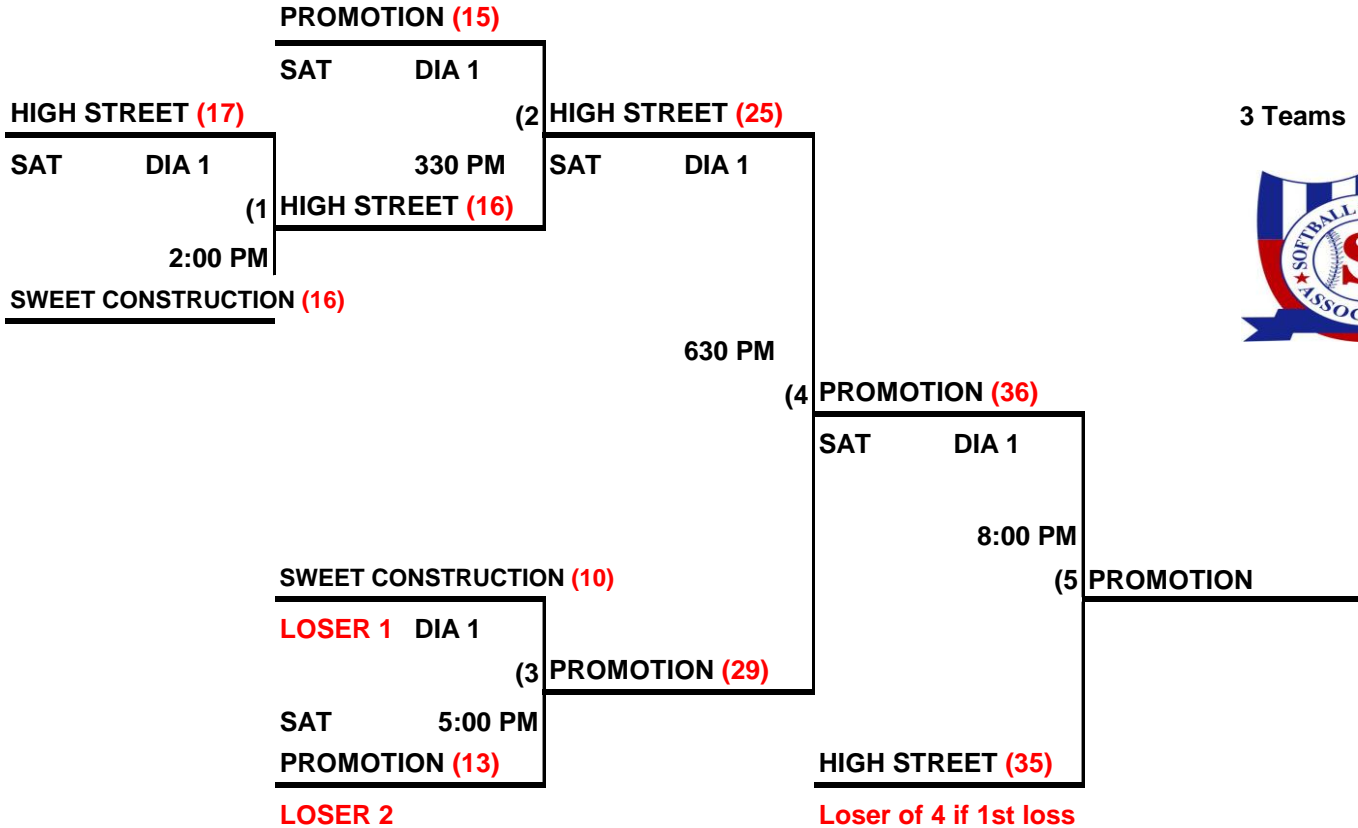 PROMOTION (15)
SAT DIA 1
HIGH STREET (17)
(2 HIGH STREET (25)
3 Teams
SAT DIA 1
330 PM
SAT DIA 1
(1 HIGH STREET (16)
2:00 PM
SWEET CONSTRUCTION (16)
SOFTBALL
ASSOC
630 PM
(4 PROMOTION (36)
SAT DIA 1
8:00 PM
SWEET CONSTRUCTION (10)
(5 PROMOTION
LOSER 1 DIA 1
(3 PROMOTION (29)
SAT 5:00 PM
PROMOTION (13)
HIGH STREET (35)
LOSER 2
Loser of 4 if 1st loss